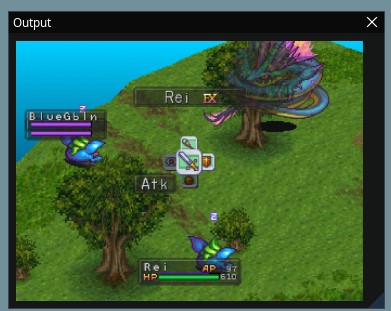 Output
Rei EX
BlueGbln
Atk
Rei AP 97
HP 610